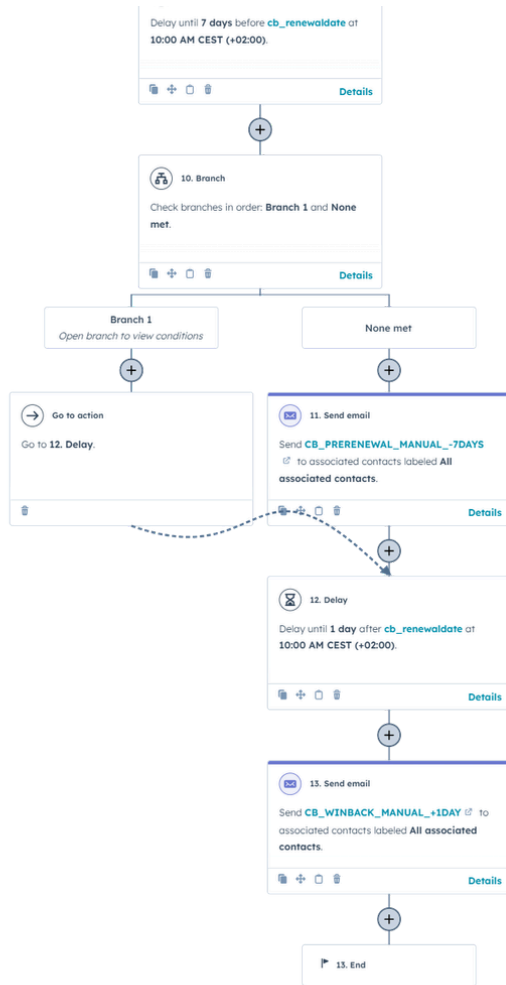 Delay until 7 days before cb_renewaldate at
10:00 AM CEST (+02:00).
Details
10. Branch
Check branches in order: Branch 1 and None
met.
Details
Branch 1
Open branch to view conditions
None met
Go to action
Go to 12. Delay.
11. Send email
Send CB_PRERENEWAL_MANUAL_-7DAYS
to associated contacts labeled All
associated contacts.
Details
12. Delay
Delay until 1 day after cb_renewaldate at
10:00 AM CEST (+02:00).
Details
13. Send email
Send CB_WINBACK_MANUAL_+1DAY to
associated contacts labeled All associated
contacts.
Details
13. End